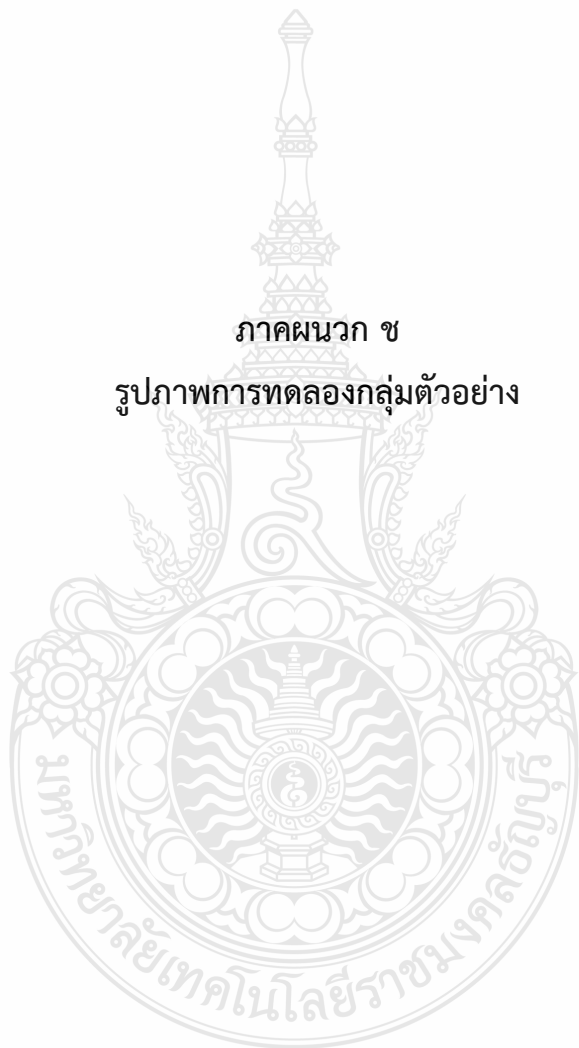 ภาคผนวก ช
รูปภาพการทดลองกลุ่มตัวอย่าง
มหาวิทยาลัยเทคโนโลยีราชมงคลธัญบุรี